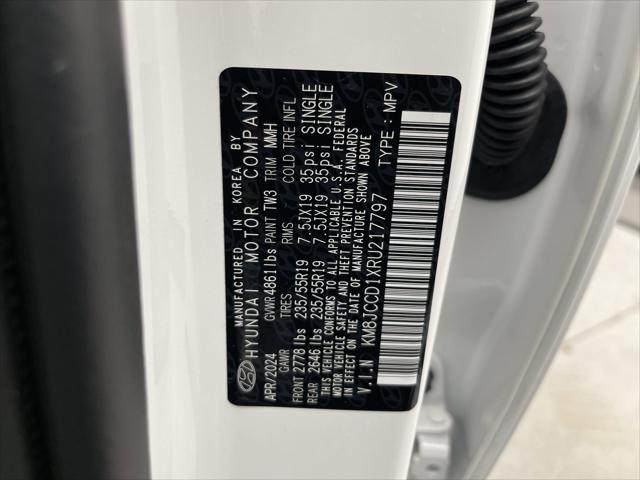 MANUFACTURED IN KOREA BY
HYUNDAI MOTOR COMPANY
APR/2024 GVWR 4861lbs PAINT TW3 TRIM MMH
GAWR TIRES RIMS COLD TIRE INFL
FRONT 2778 lbs 235/55R19 7.5JX19 35psi SINGLE
REAR 2646 lbs 235/55R19 7.5JX19 35psi SINGLE
THIS VEHICLE CONFORMS TO ALL APPLICABLE U.S.A. FEDERAL
MOTOR VEHICLE SAFETY AND THEFT PREVENTION STANDARDS
IN EFFECT ON THE DATE OF MANUFACTURE SHOWN ABOVE
V.I.N KM8JCCD1XRU217797 TYPE : MPV